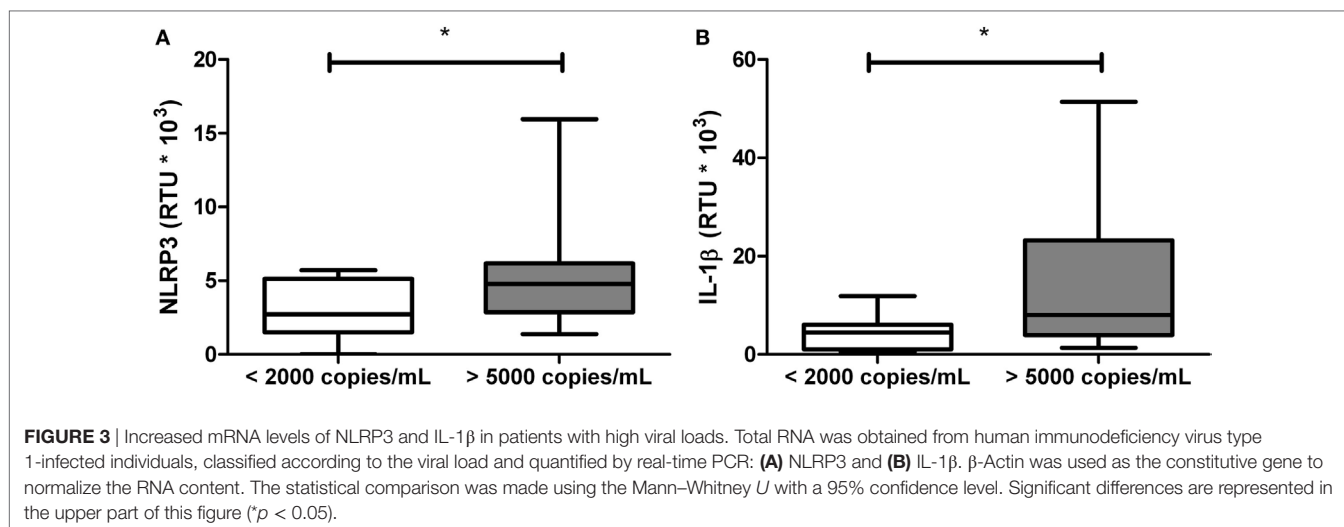 A
*
NLRP3 (RTU * 10³)
20
15
10
5
0
< 2000 copies/mL > 5000 copies/mL
B
*
IL-1β (RTU * 10³)
60
40
20
0
< 2000 copies/mL > 5000 copies/mL
FIGURE 3 | Increased mRNA levels of NLRP3 and IL-1β in patients with high viral loads. Total RNA was obtained from human immunodeficiency virus type
1-infected individuals, classified according to the viral load and quantified by real-time PCR: (A) NLRP3 and (B) IL-1β. β-Actin was used as the constitutive gene to
normalize the RNA content. The statistical comparison was made using the Mann–Whitney U with a 95% confidence level. Significant differences are represented in
the upper part of this figure (*p < 0.05).